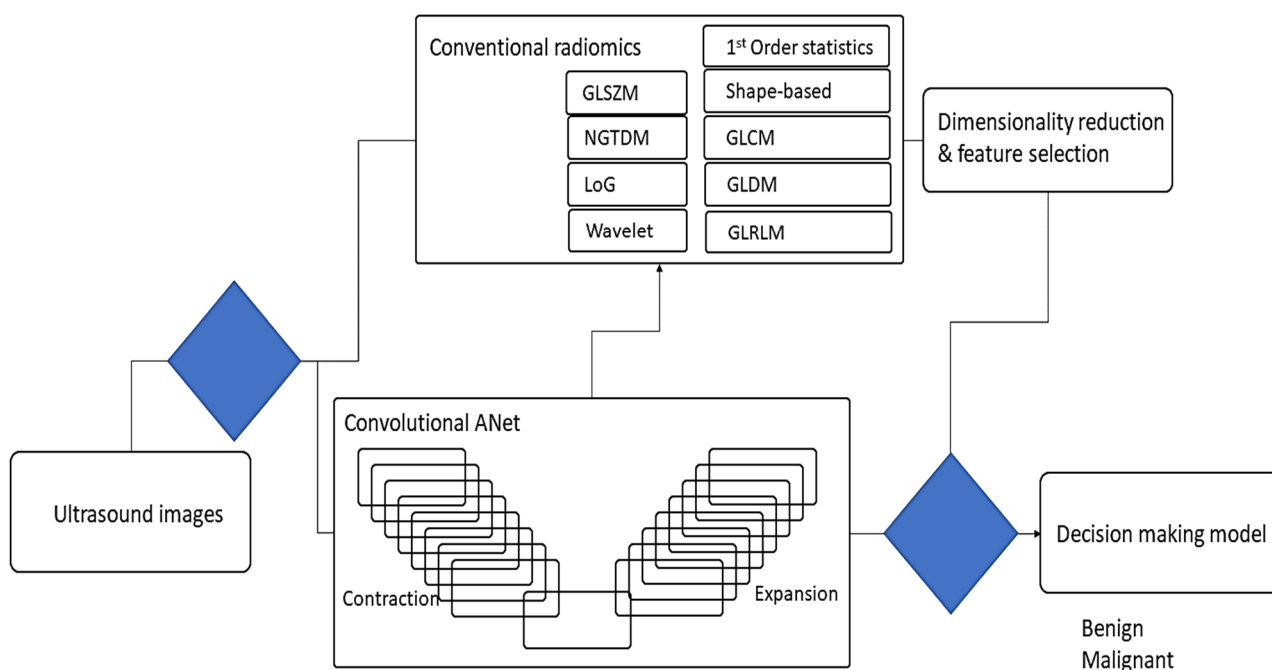 Conventional radiomics
1st Order statistics
GLSZM
Shape-based
NGTDM
GLCM
LoG
GLDM
Wavelet
GLRLM
Dimensionality reduction
& feature selection
Ultrasound images
Convolutional ANet
Contraction
Expansion
Decision making model
Benign
Malignant